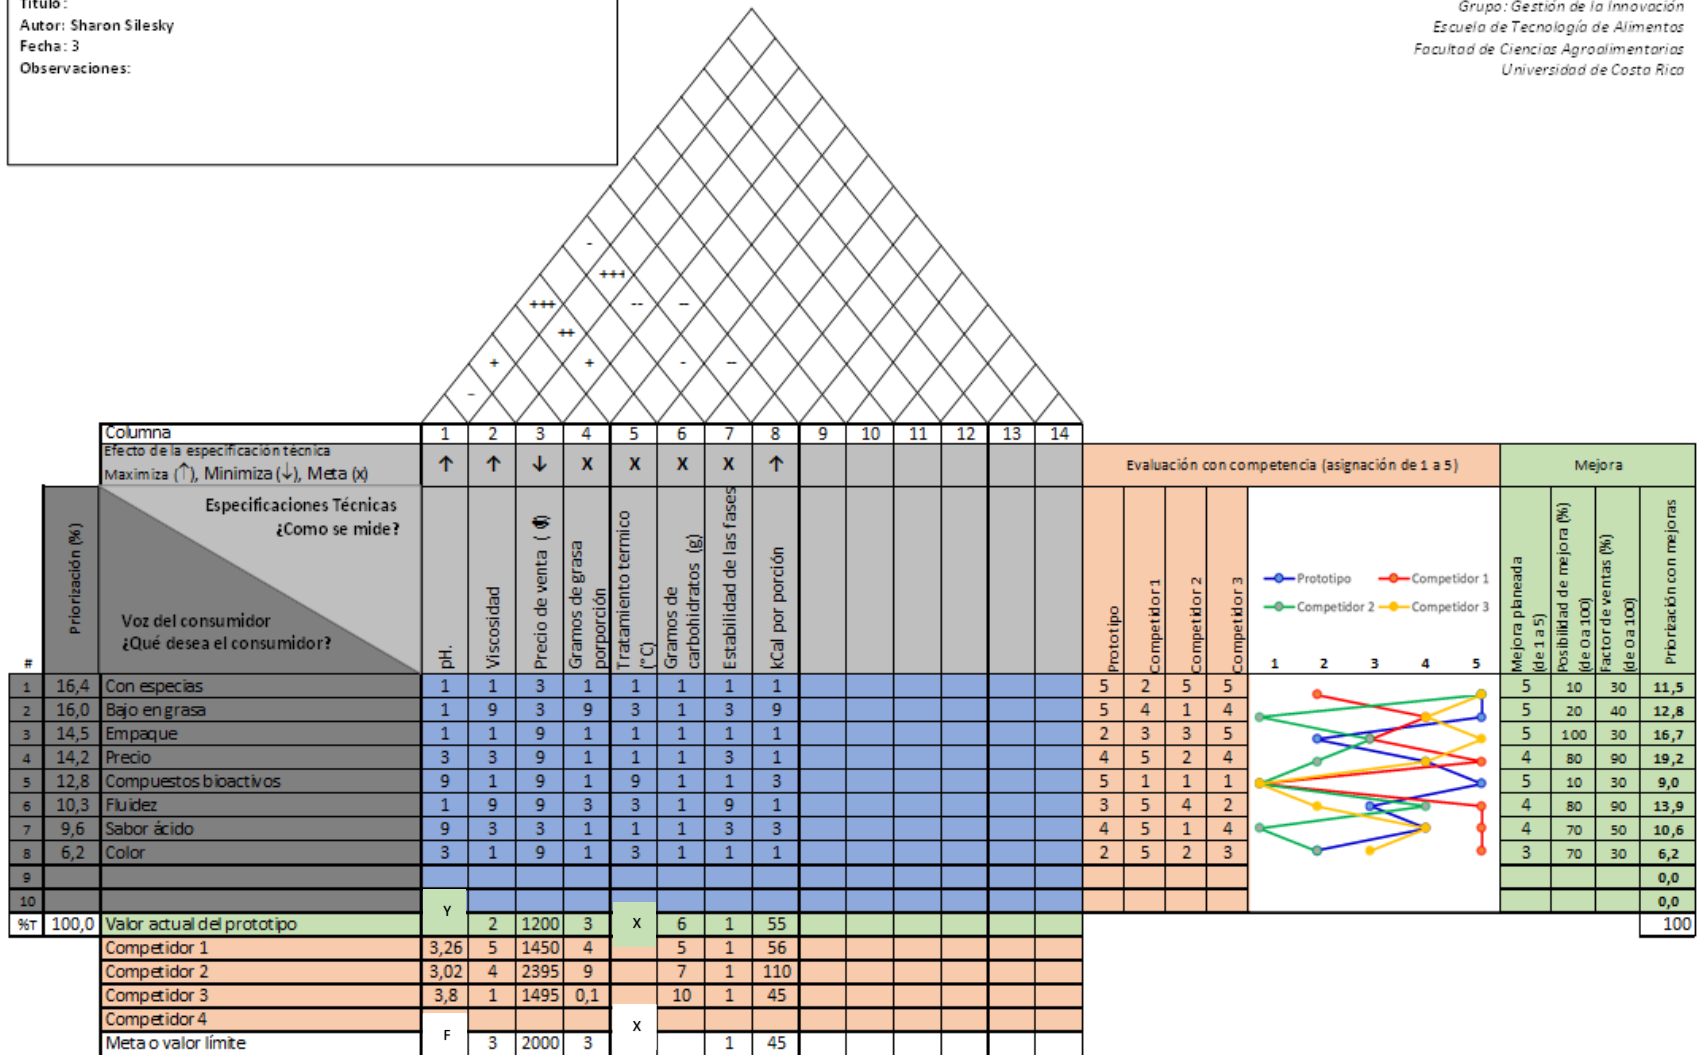 Título:
Autor: Sharon Silesky
Fecha: 3
Observaciones:
Grupo: Gestión de la Innovación
Escuela de Tecnología de Alimentos
Facultad de Ciencias Agroalimentarias
Universidad de Costa Rica
-
+++
+++ -- --
++
+ + - --
-
Columna 1 2 3 4 5 6 7 8 9 10 11 12 13 14
Efecto de la especificación técnica
Maximiza (↑), Minimiza (↓), Meta (x) ↑ ↑ ↓ X X X X ↑
Evaluación con competencia (asignación de 1 a 5)
Mejora
#
Priorización (%)
Especificaciones Técnicas
¿Como se mide?
Voz del consumidor
¿Qué desea el consumidor?
pH.
Viscosidad
Precio de venta ( )
Gramos de grasa
porporción
Tratamiento termico
(°C)
Gramos de
carbohidratos (g)
Estabilidad de las fases
kCal por porción
Prototipo
Competidor 1
Competidor 2
Competidor 3
Prototipo Competidor 1
Competidor 2 Competidor 3
1 2 3 4 5
Mejora planeada
(de 1 a 5)
Posibilidad de mejora (%)
(de 0 a 100)
Factor de ventas (%)
(de 0 a 100)
Priorización con mejoras
1 16,4 Con especias 1 1 3 1 1 1 1 1 5 2 5 5 5 10 30 11,5
2 16,0 Bajo en grasa 1 9 3 9 3 1 3 9 5 4 1 4 5 20 40 12,8
3 14,5 Empaque 1 1 9 1 1 1 1 1 2 3 3 5 5 100 30 16,7
4 14,2 Precio 3 3 9 1 1 1 3 1 4 5 2 4 4 80 90 19,2
5 12,8 Compuestos bioactivos 9 1 9 1 9 1 1 3 5 1 1 1 5 10 30 9,0
6 10,3 Fluidez 1 9 9 3 3 1 9 1 3 5 4 2 4 80 90 13,9
7 9,6 Sabor ácido 9 3 3 1 1 1 3 3 4 5 1 4 4 70 50 10,6
8 6,2 Color 3 1 9 1 3 1 1 1 2 5 2 3 3 70 30 6,2
9 0,0
10 0,0
%T 100,0 Valor actual del prototipo Y 2 1200 3 X 6 1 55 100
Competidor 1 3,26 5 1450 4 5 1 56
Competidor 2 3,02 4 2395 9 7 1 110
Competidor 3 3,8 1 1495 0,1 10 1 45
Competidor 4
Meta o valor límite F 3 2000 3 X 1 45